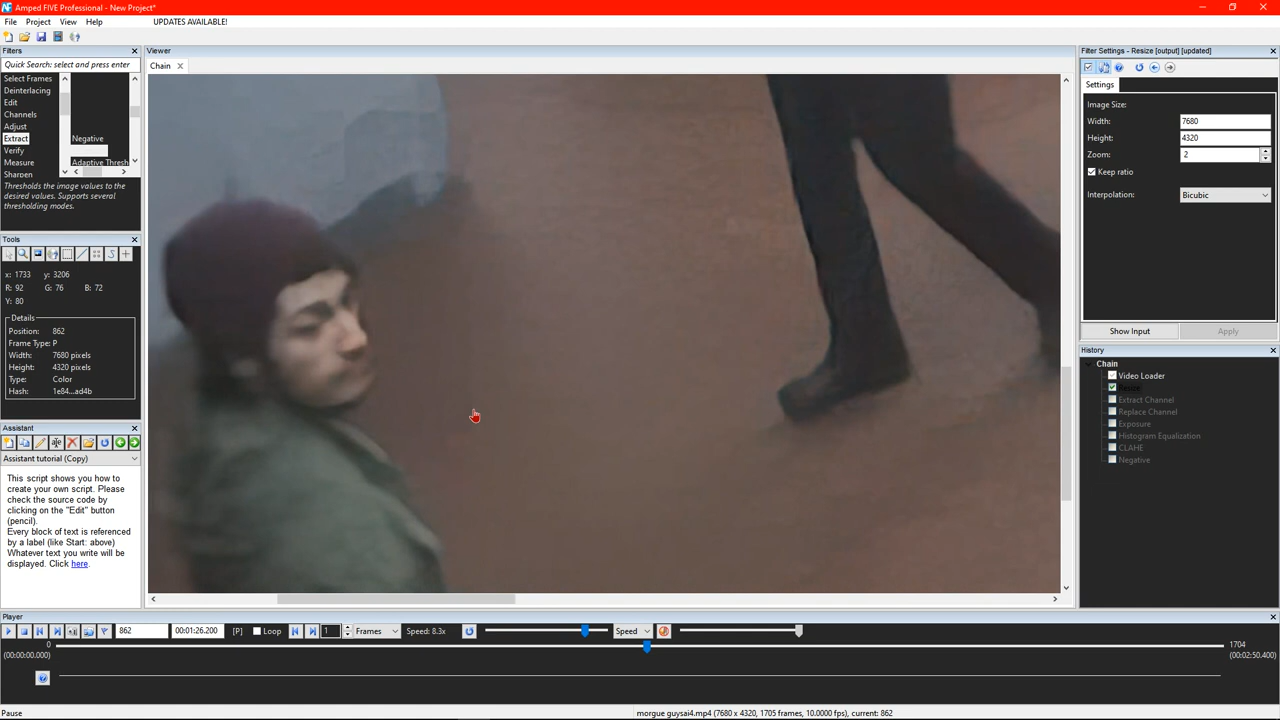 Amped FIVE Professional - New Project*
File Project View Help UPDATES AVAILABLE!
Filters
Quick Search: select and press enter
Select Frames
Deinterlacing
Edit
Channels
Adjust
Extract
Negative
Verify
Measure
Adaptive Thresh
Sharpen
Thresholds the image values to the
desired values. Supports several
thresholding modes.
Tools
x: 1733 y: 3206
R: 92 G: 76 B: 72
Y: 80
Details
Position: 862
Frame Type: P
Width: 7680 pixels
Height: 4320 pixels
Type: Color
Hash: 1e84...ad4b
Assistant
Assistant tutorial (Copy)
This script shows you how to
create your own script. Please
check the source code by
clicking on the "Edit" button
(pencil).
Every block of text is referenced
by a label (like Start: above)
Whatever text you write will be
displayed. Click here.
Viewer
Chain
Filter Settings - Resize [output] [updated]
Settings
Image Size:
Width: 7680
Height: 4320
Zoom: 2
Keep ratio
Interpolation: Bicubic
Show Input Apply
History
Chain
Video Loader
Resize
Extract Channel
Replace Channel
Exposure
Histogram Equalization
CLAHE
Negative
Player
862 00:01:26.200 [P] Loop 1 Frames Speed: 8.3x Speed
0 1704
(00:00:00.000) (00:02:50.400)
Pause morgue guysai4.mp4 (7680 x 4320, 1705 frames, 10.0000 fps), current: 862